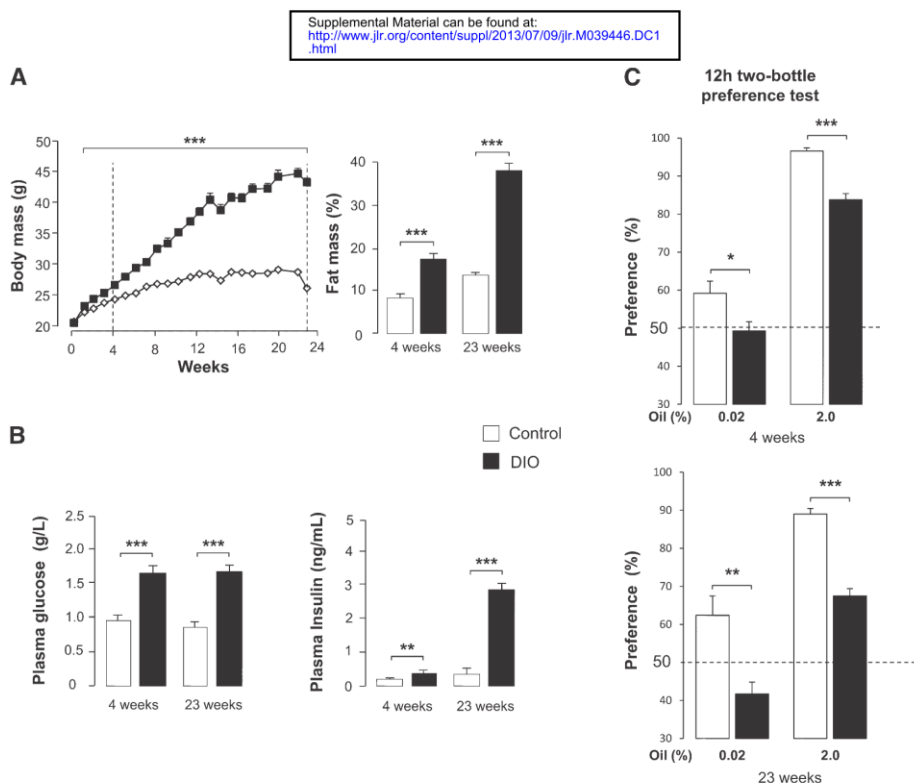 Supplemental Material can be found at:
http://www.jlr.org/content/suppl/2013/07/09/jlr.M039446.DC1
.html
A
Body mass (g)
50
45
40
35
30
25
20
***
0
4
8
12
16
20
24
Weeks
Fat mass (%)
40
30
20
10
0
***
***
4 weeks
23 weeks
B
Control
DIO
Plasma glucose (g/L)
2.5
2.0
1.5
1.0
0.5
0
***
***
4 weeks
23 weeks
Plasma Insulin (ng/mL)
5
4
3
2
1
0
**
***
4 weeks
23 weeks
C
12h two-bottle
preference test
Preference (%)
100
90
80
70
60
50
40
30
*
***
Oil (%)
0.02
2.0
4 weeks
Preference (%)
90
80
70
60
50
40
30
**
***
Oil (%)
0.02
2.0
23 weeks